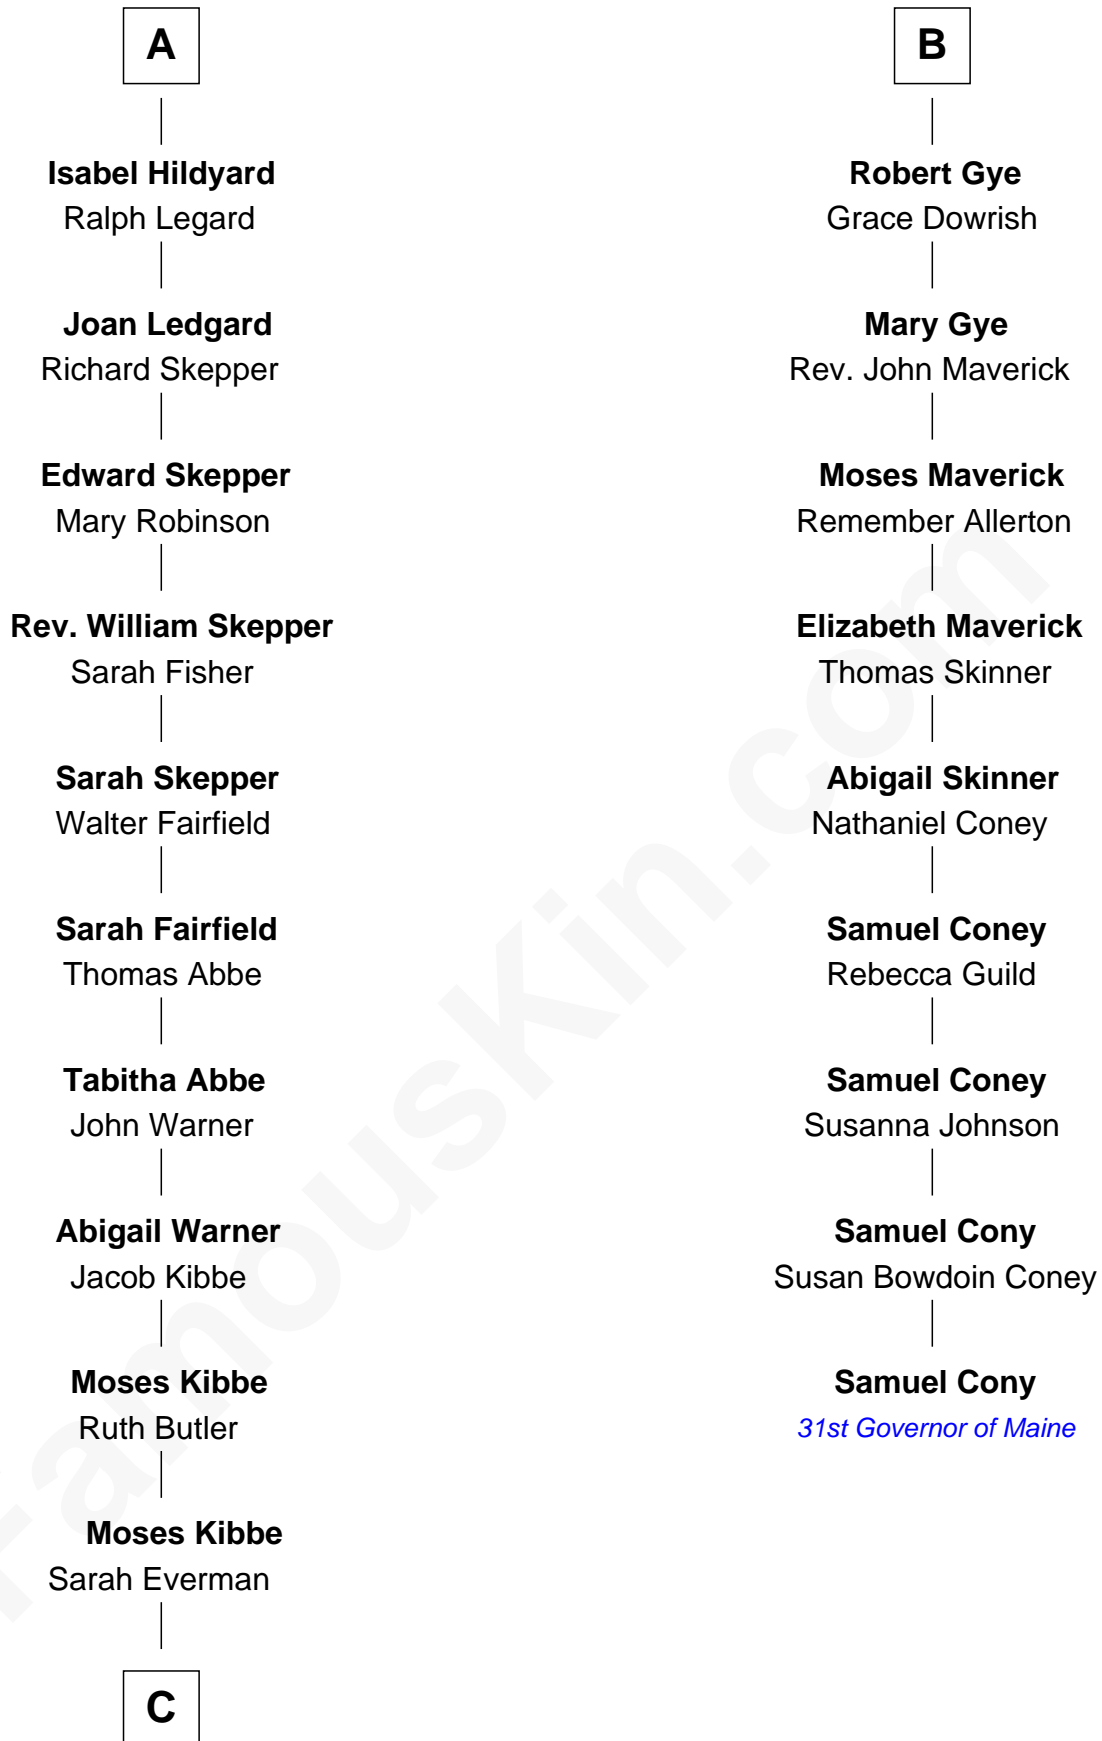 A
Isabel Hildyard
Ralph Legard
Joan Ledgard
Richard Skepper
Edward Skepper
Mary Robinson
Rev. William Skepper
Sarah Fisher
Sarah Skepper
Walter Fairfield
Sarah Fairfield
Thomas Abbe
Tabitha Abbe
John Warner
Abigail Warner
Jacob Kibbe
Moses Kibbe
Ruth Butler
Moses Kibbe
Sarah Everman
C
B
Robert Gye
Grace Dowrish
Mary Gye
Rev. John Maverick
Moses Maverick
Remember Allerton
Elizabeth Maverick
Thomas Skinner
Abigail Skinner
Nathaniel Coney
Samuel Coney
Rebecca Guild
Samuel Coney
Susanna Johnson
Samuel Cony
Susan Bowdoin Coney
Samuel Cony
31st Governor of Maine
FamousKin.com